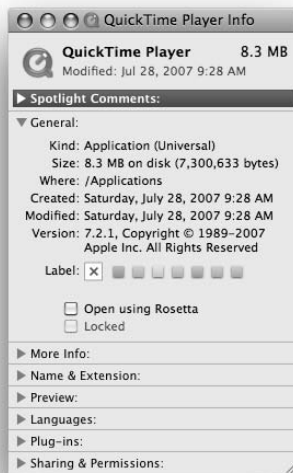 QuickTime Player Info
QuickTime Player 8.3 MB
Modified: Jul 28, 2007 9:28 AM
Spotlight Comments:
General:
Kind: Application (Universal)
Size: 8.3 MB on disk (7,300,633 bytes)
Where: /Applications
Created: Saturday, July 28, 2007 9:28 AM
Modified: Saturday, July 28, 2007 9:28 AM
Version: 7.2.1, Copyright © 1989-2007
Apple Inc. All Rights Reserved
Label:
Open using Rosetta
Locked
More Info:
Name & Extension:
Preview:
Languages:
Plug-ins:
Sharing & Permissions: